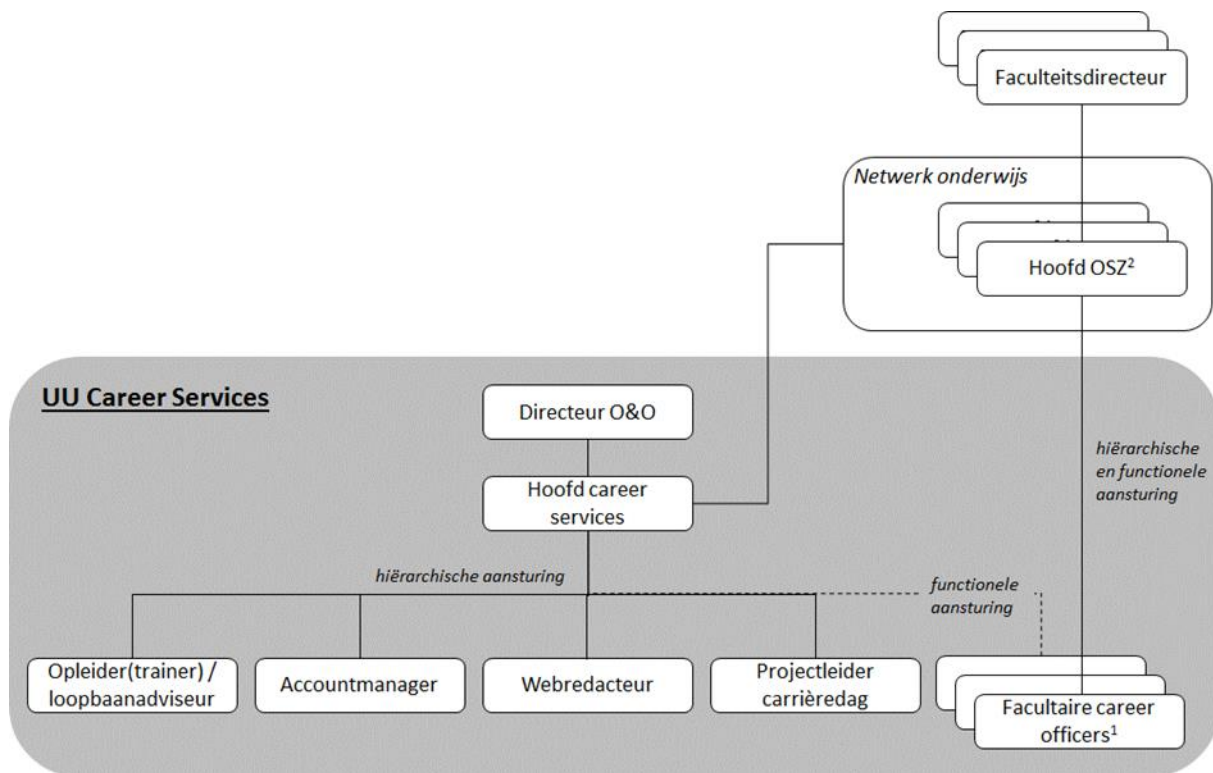 Faculteitsdirecteur
Netwerk onderwijs
Hoofd OSZ²
UU Career Services
Directeur O&O
Hoofd career
services
hiërarchische
en functionele
aansturing
hiërarchische aansturing
functionele
aansturing
Opleider(trainer) /
loopbaanadviseur
Accountmanager
Webredacteur
Projectleider
carrièredag
Facultaire career
officers¹